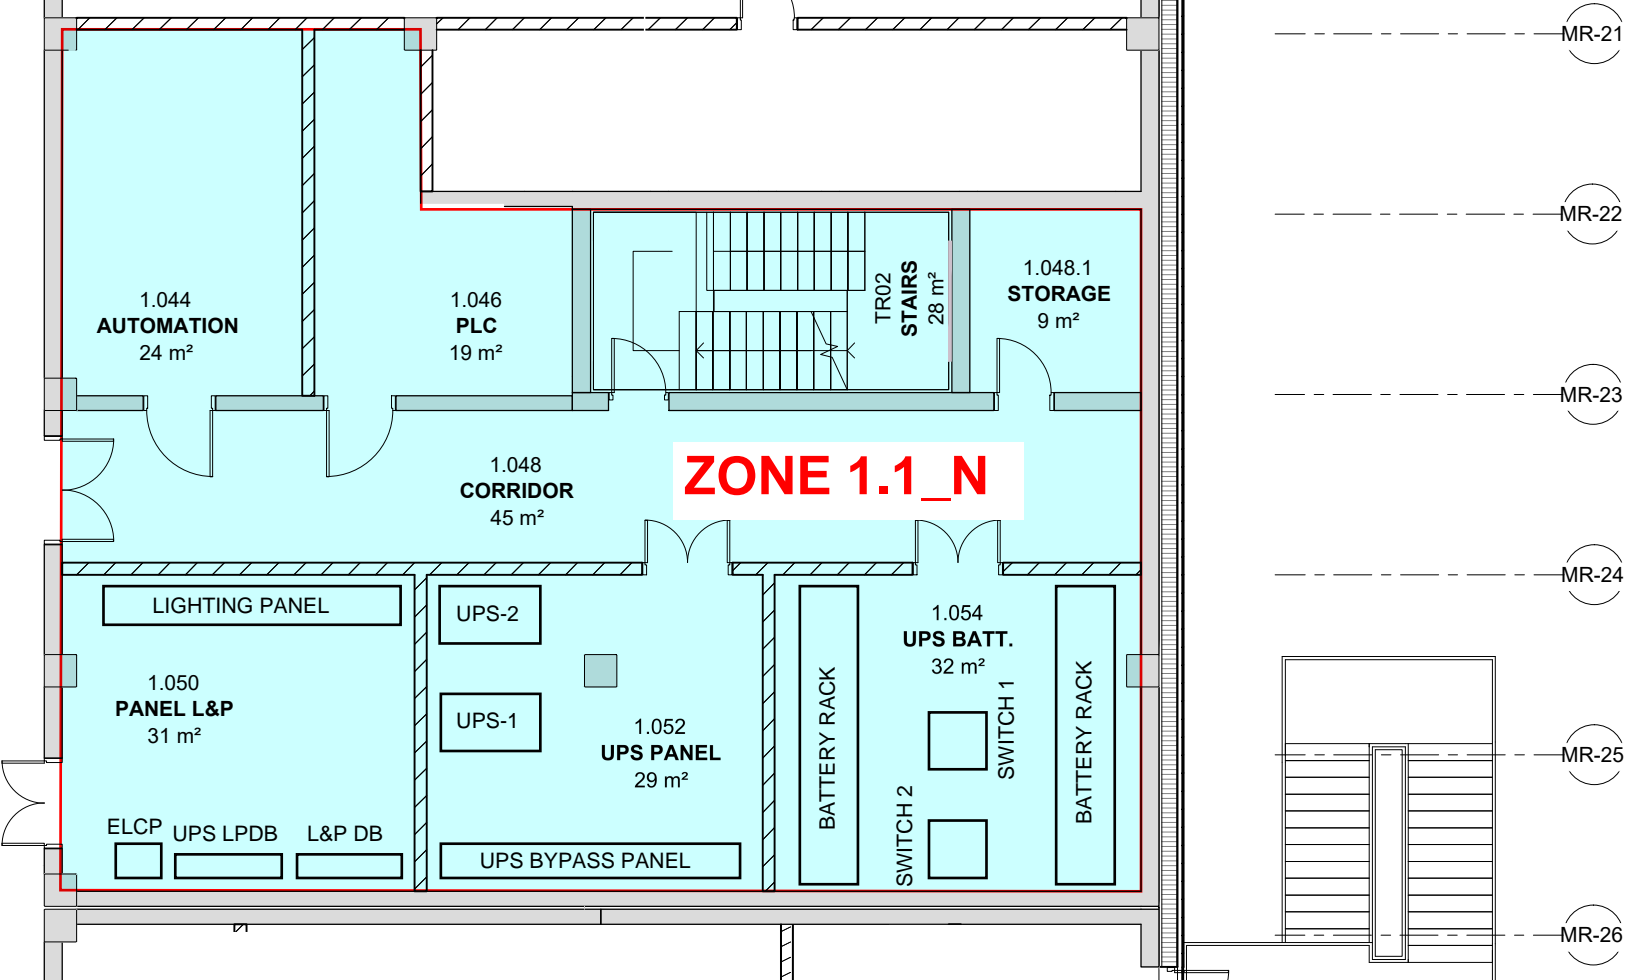 MR-21
MR-22
1.044
AUTOMATION
24 m²
1.046
PLC
19 m²
TR02
STAIRS
28 m²
1.048.1
STORAGE
9 m²
MR-23
1.048
CORRIDOR
45 m²
ZONE 1.1_N
MR-24
LIGHTING PANEL
1.050
PANEL L&P
31 m²
ELCP
UPS LPDB
L&P DB
UPS-2
UPS-1
1.052
UPS PANEL
29 m²
UPS BYPASS PANEL
1.054
UPS BATT.
32 m²
BATTERY RACK
SWITCH 1
SWITCH 2
BATTERY RACK
MR-25
MR-26